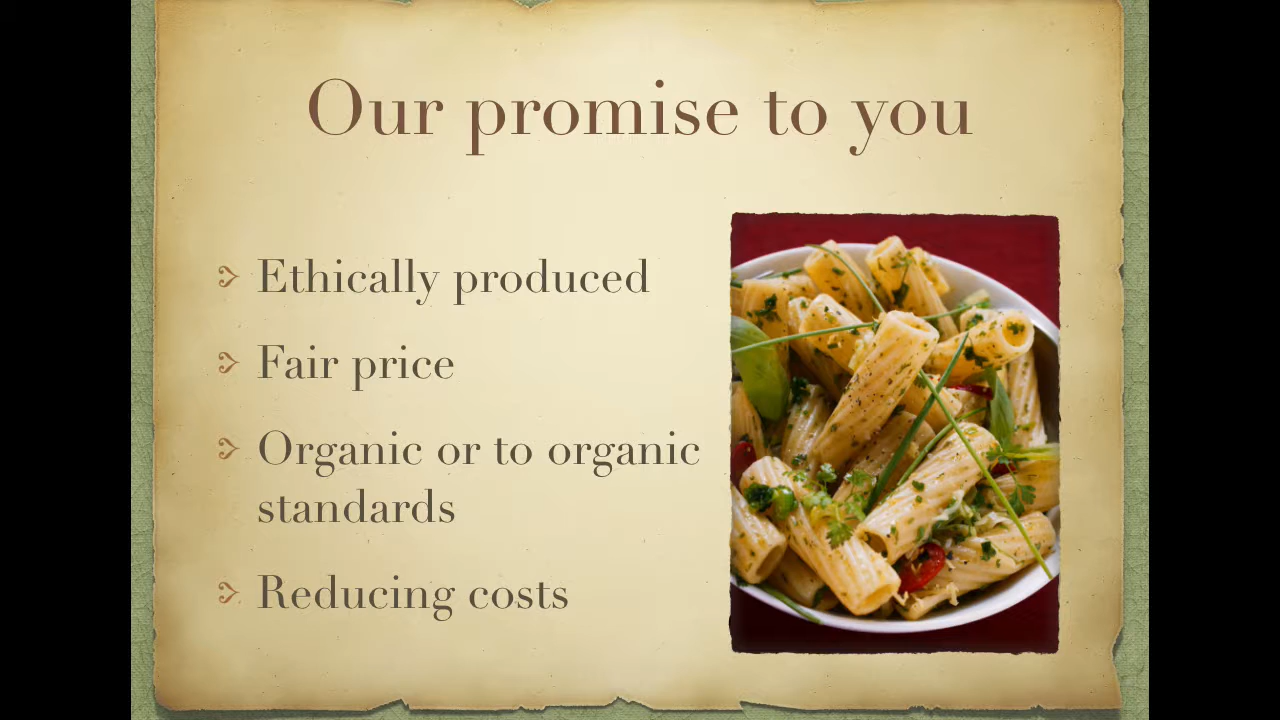 Our promise to you
Ethically produced
Fair price
Organic or to organic
standards
Reducing costs